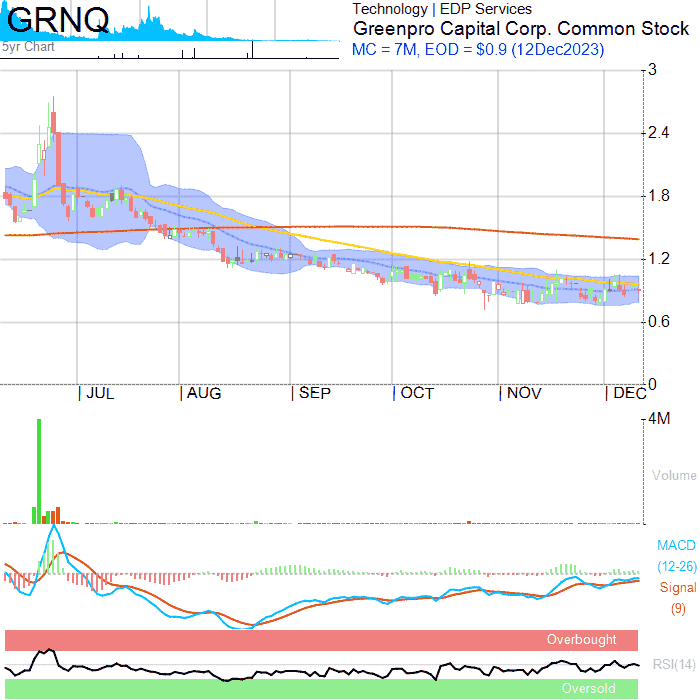 GRNQ
5yr Chart
Technology | EDP Services
Greenpro Capital Corp. Common Stock
MC = 7M, EOD = $0.9 (12Dec2023)
3
2.4
1.8
1.2
0.6
0
JUL AUG SEP OCT NOV DEC
4M
Volume
MACD
(12-26)
Signal
(9)
Overbought
RSI(14)
Oversold